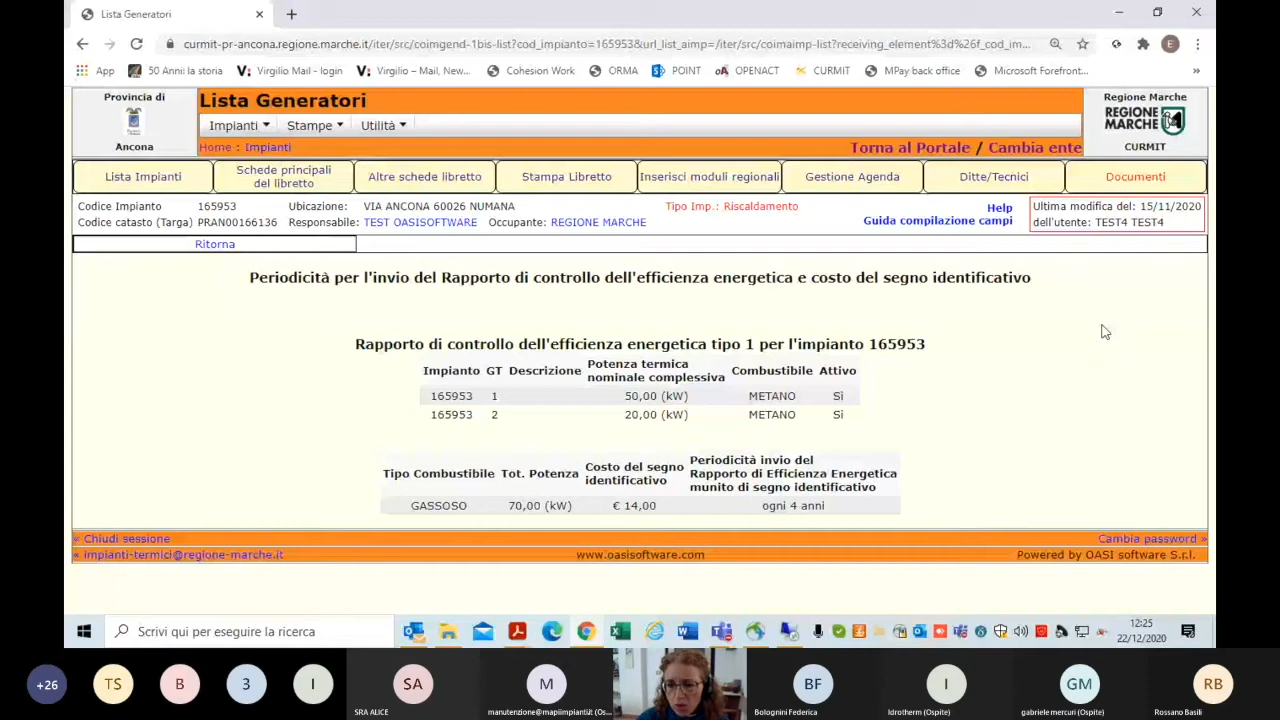 Lista Generatori
curmit-pr-ancona.regione.marche.it/iter/src/coimgend-1bis-list?cod_impianto=165953&url_list_aimp=/iter/src/coimaimp-list?receiving_element%3d%26f_cod_im...
App
50 Anni: la storia
Virgilio Mail - login
Virgilio – Mail, New...
Cohesion Work
ORMA
POINT
OPENACT
CURMIT
MPay back office
Microsoft Forefront...
»
E
Provincia di
Ancona
Lista Generatori
Impianti Stampe Utilità
Home : Impianti
Torna al Portale / Cambia ente
Regione Marche
REGIONE
MARCHE
CURMIT
Lista Impianti
Schede principali
del libretto
Altre schede libretto
Stampa Libretto
Inserisci moduli regionali
Gestione Agenda
Ditte/Tecnici
Documenti
Codice Impianto 165953 Ubicazione: VIA ANCONA 60026 NUMANA Tipo Imp.: Riscaldamento
Codice catasto (Targa) PRAN00166136 Responsabile: TEST OASISOFTWARE Occupante: REGIONE MARCHE
Help
Guida compilazione campi
Ultima modifica del: 15/11/2020
dell'utente: TEST4 TEST4
Ritorna
Periodicità per l'invio del Rapporto di controllo dell'efficienza energetica e costo del segno identificativo
Rapporto di controllo dell'efficienza energetica tipo 1 per l'impianto 165953
Impianto GT Descrizione Potenza termica nominale complessiva Combustibile Attivo
165953 1 50,00 (kW) METANO Sì
165953 2 20,00 (kW) METANO Sì
Tipo Combustibile Tot. Potenza Costo del segno identificativo Periodicità invio del Rapporto di Efficienza Energetica munito di segno identificativo
GASSOSO 70,00 (kW) € 14,00 ogni 4 anni
« Chiudi sessione
Cambia password »
« impianti-termici@regione-marche.it
www.oasisoftware.com
Powered by OASI software S.r.l.
Scrivi qui per eseguire la ricerca
12:25
22/12/2020
+26
TS
B
3
I
SA
SRA ALICE
M
manutenzione@mapiimpianti.it (Os...
BF
Bolognini Federica
I
Idrotherm (Ospite)
GM
gabriele mercuri (Ospite)
RB
Rossano Basili